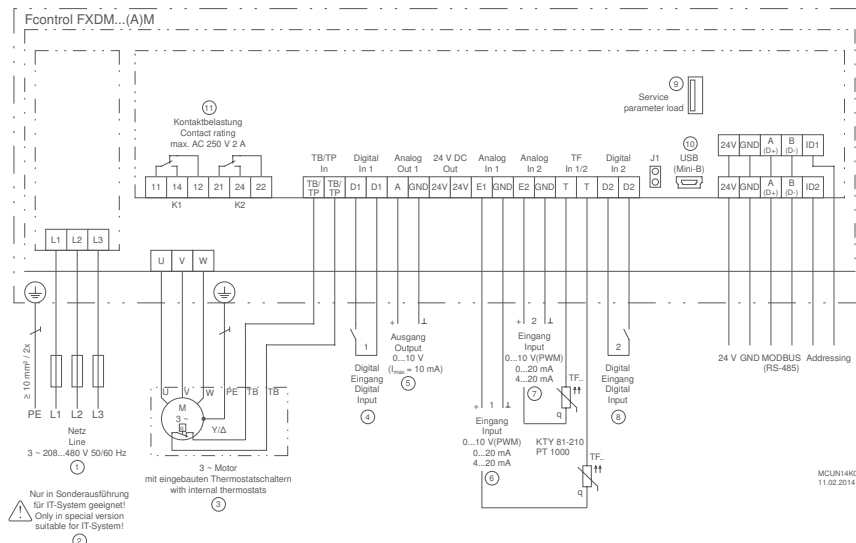 Fcontrol FXDM...(A)M
9
Service
parameter load
11
Kontaktbelastung
Contact rating
max. AC 250 V 2 A
10
USB
(Mini-B)
J1
24V GND A (D+) B (D-) ID1
TB/TP In
Digital In 1
Analog Out 1
24 V DC Out
Analog In 1
Analog In 2
TF In 1/2
Digital In 2
11 14 12 21 24 22
K1 K2
TB/TP TB/TP D1 D1 A GND 24V 24V E1 GND E2 GND T T D2 D2
24V GND A (D+) B (D-) ID2
L1 L2 L3
U V W
≥ 10 mm² / 2x
PE L1 L2 L3
Netz
Line
3 ~ 208...480 V 50/60 Hz
1
Nur in Sonderausführung
für IT-System geeignet!
Only in special version
suitable for IT-System!
2
U V W PE TB TB
M
3 ~
Y/Δ
3 ~ Motor
mit eingebauten Thermostatschaltern
with internal thermostats
3
1
Digital
Eingang
Digital
Input
4
+ ⊥
Ausgang
Output
0...10 V
(Imax = 10 mA)
5
+ 1 ⊥
Eingang
Input
0...10 V(PWM)
0...20 mA
4...20 mA
6
+ 2 ⊥
Eingang
Input
0...10 V(PWM)
0...20 mA
4...20 mA
7
TF..
q
KTY 81-210
PT 1000
TF..
q
2
Digital
Eingang
Digital
Input
8
24 V GND MODBUS Addressing
(RS-485)
11.02.2014